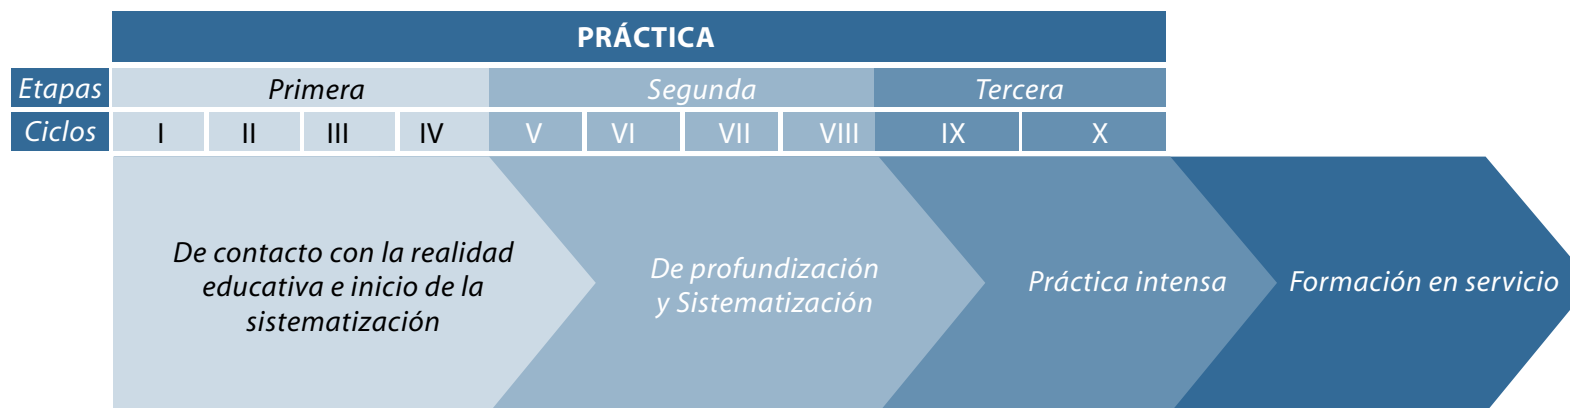 PRÁCTICA
Etapas Primera Segunda Tercera
Ciclos I II III IV V VI VII VIII IX X
De contacto con la realidad
educativa e inicio de la
sistematización
De profundización
y Sistematización
Práctica intensa
Formación en servicio